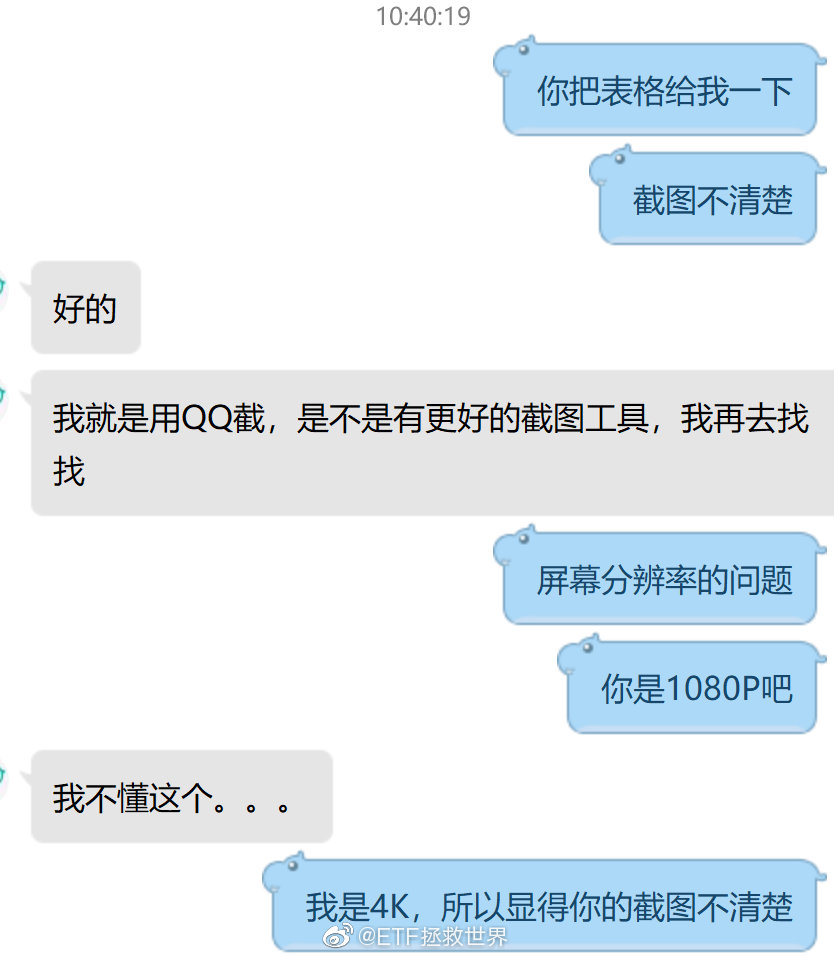 10:40:19
你把表格给我一下
截图不清楚
好的
我就是用QQ截，是不是有更好的截图工具，我再去找
找
屏幕分辨率的问题
你是1080P吧
我不懂这个。。。
我是4K，所以显得你的截图不清楚
@ETF拯救世界